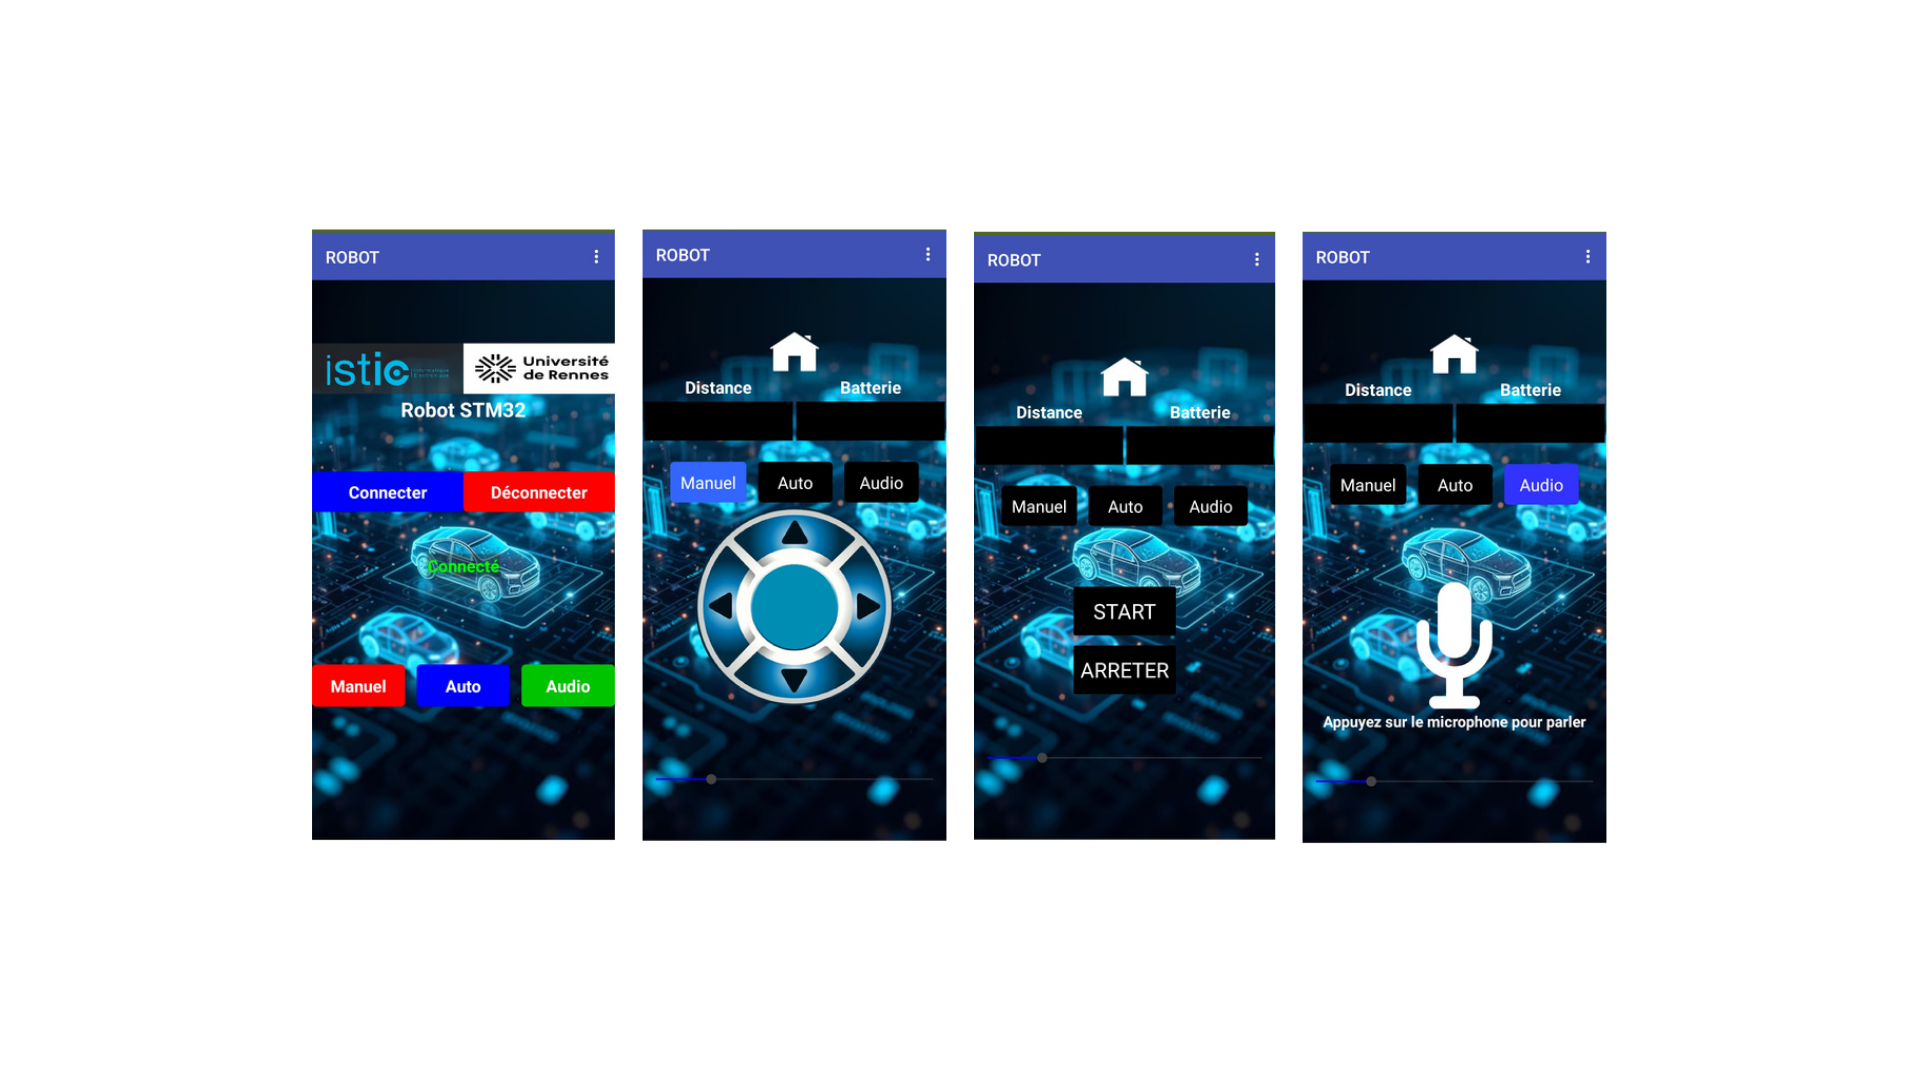 ROBOT
istic
Université
de Rennes
Robot STM32
Connecter
Déconnecter
Connecté
Manuel
Auto
Audio
ROBOT
Distance
Batterie
Manuel
Auto
Audio
ROBOT
Distance
Batterie
Manuel
Auto
Audio
START
ARRETER
ROBOT
Distance
Batterie
Manuel
Auto
Audio
Appuyez sur le microphone pour parler